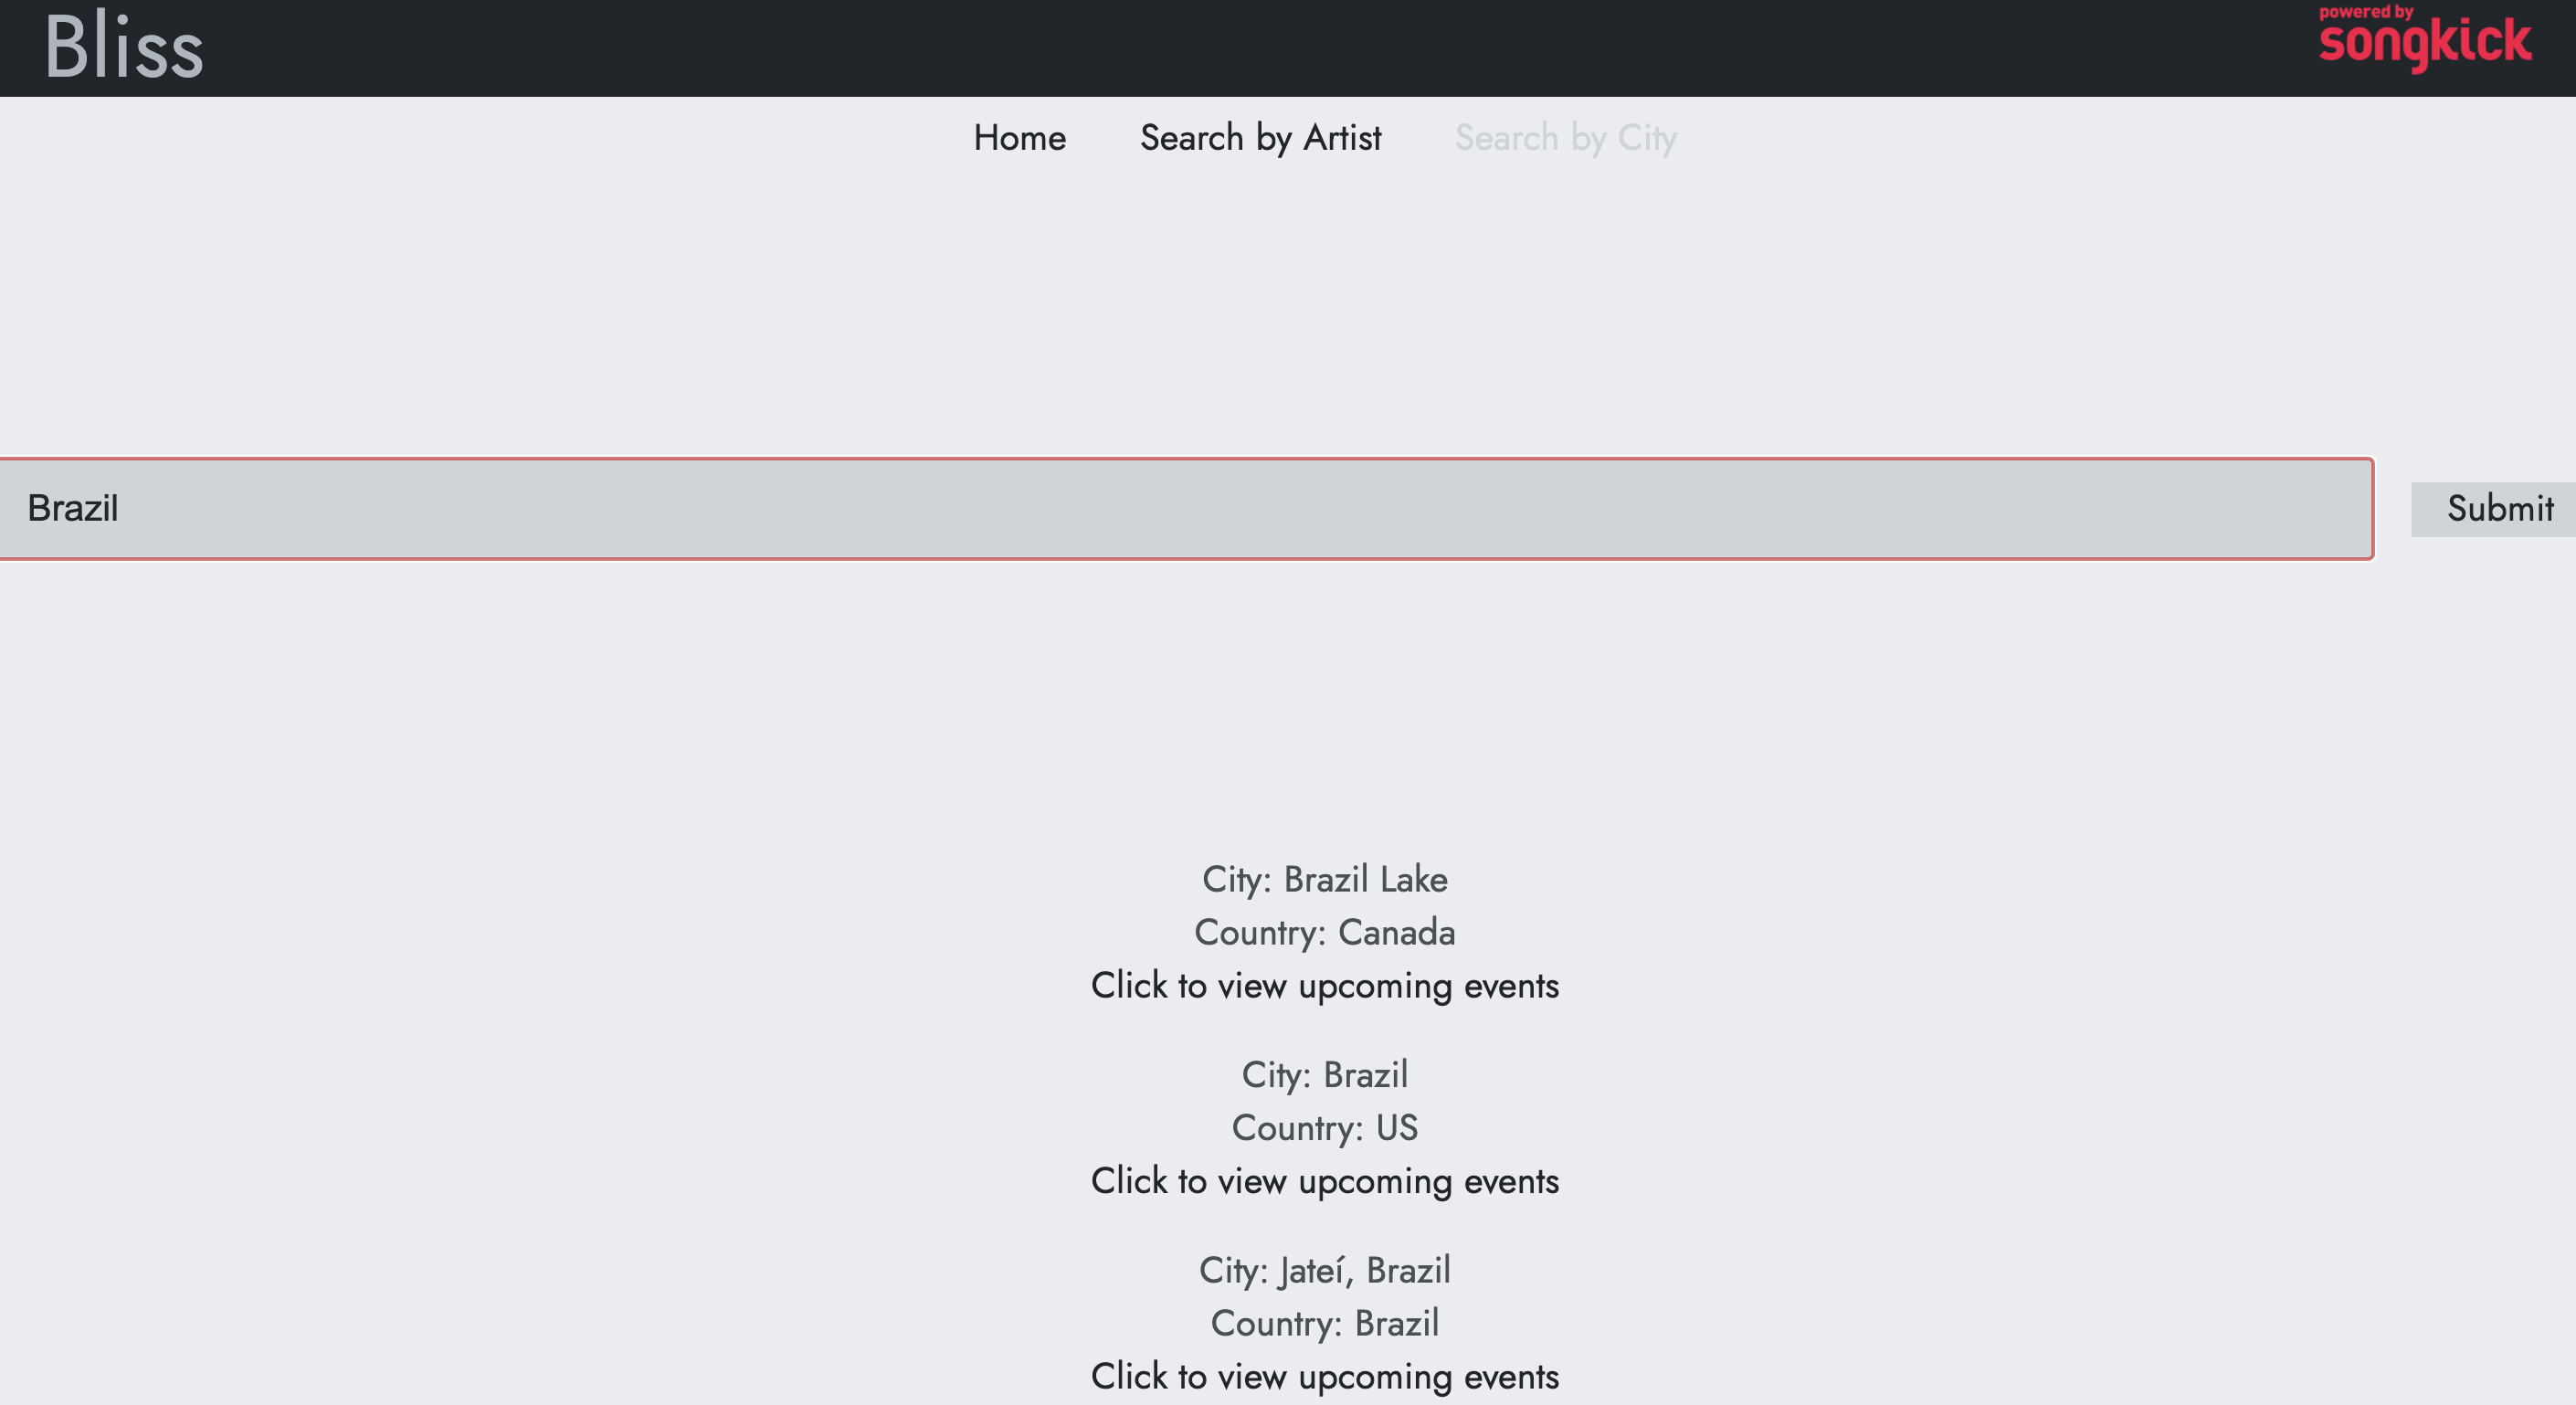 Bliss
powered by
songkick
Home Search by Artist Search by City
Brazil
Submit
City: Brazil Lake
Country: Canada
Click to view upcoming events
City: Brazil
Country: US
Click to view upcoming events
City: Jateí, Brazil
Country: Brazil
Click to view upcoming events